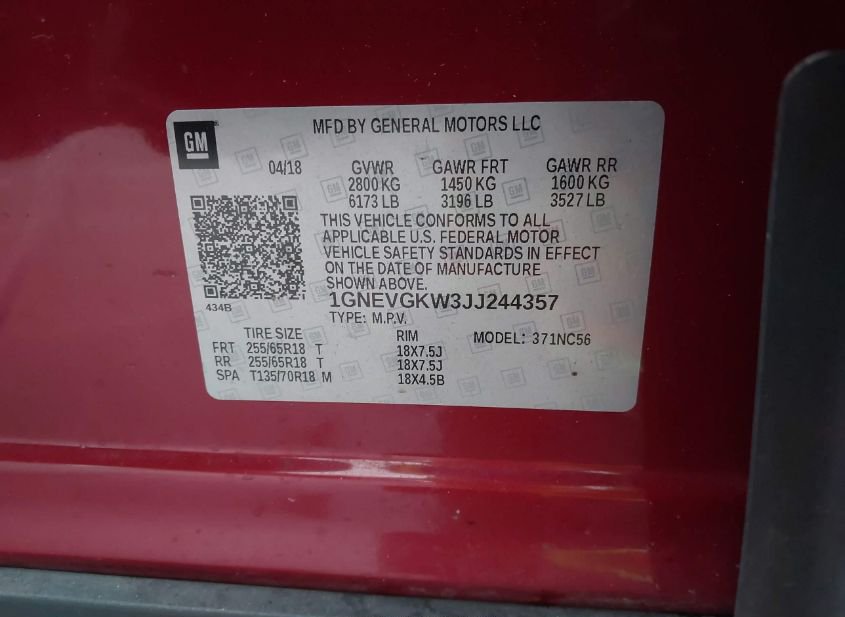 GM
MFD BY GENERAL MOTORS LLC
04/18 GVWR GAWR FRT GAWR RR
2800 KG 1450 KG 1600 KG
6173 LB 3196 LB 3527 LB
THIS VEHICLE CONFORMS TO ALL
APPLICABLE U.S. FEDERAL MOTOR
VEHICLE SAFETY STANDARDS IN EFFECT
ON THE DATE OF MANUFACTURE
SHOWN ABOVE.
434B
1GNEVGKW3JJ244357
TYPE: M.P.V.
TIRE SIZE RIM MODEL: 371NC56
FRT 255/65R18 T 18X7.5J
RR 255/65R18 T 18X7.5J
SPA T135/70R18 M 18X4.5B